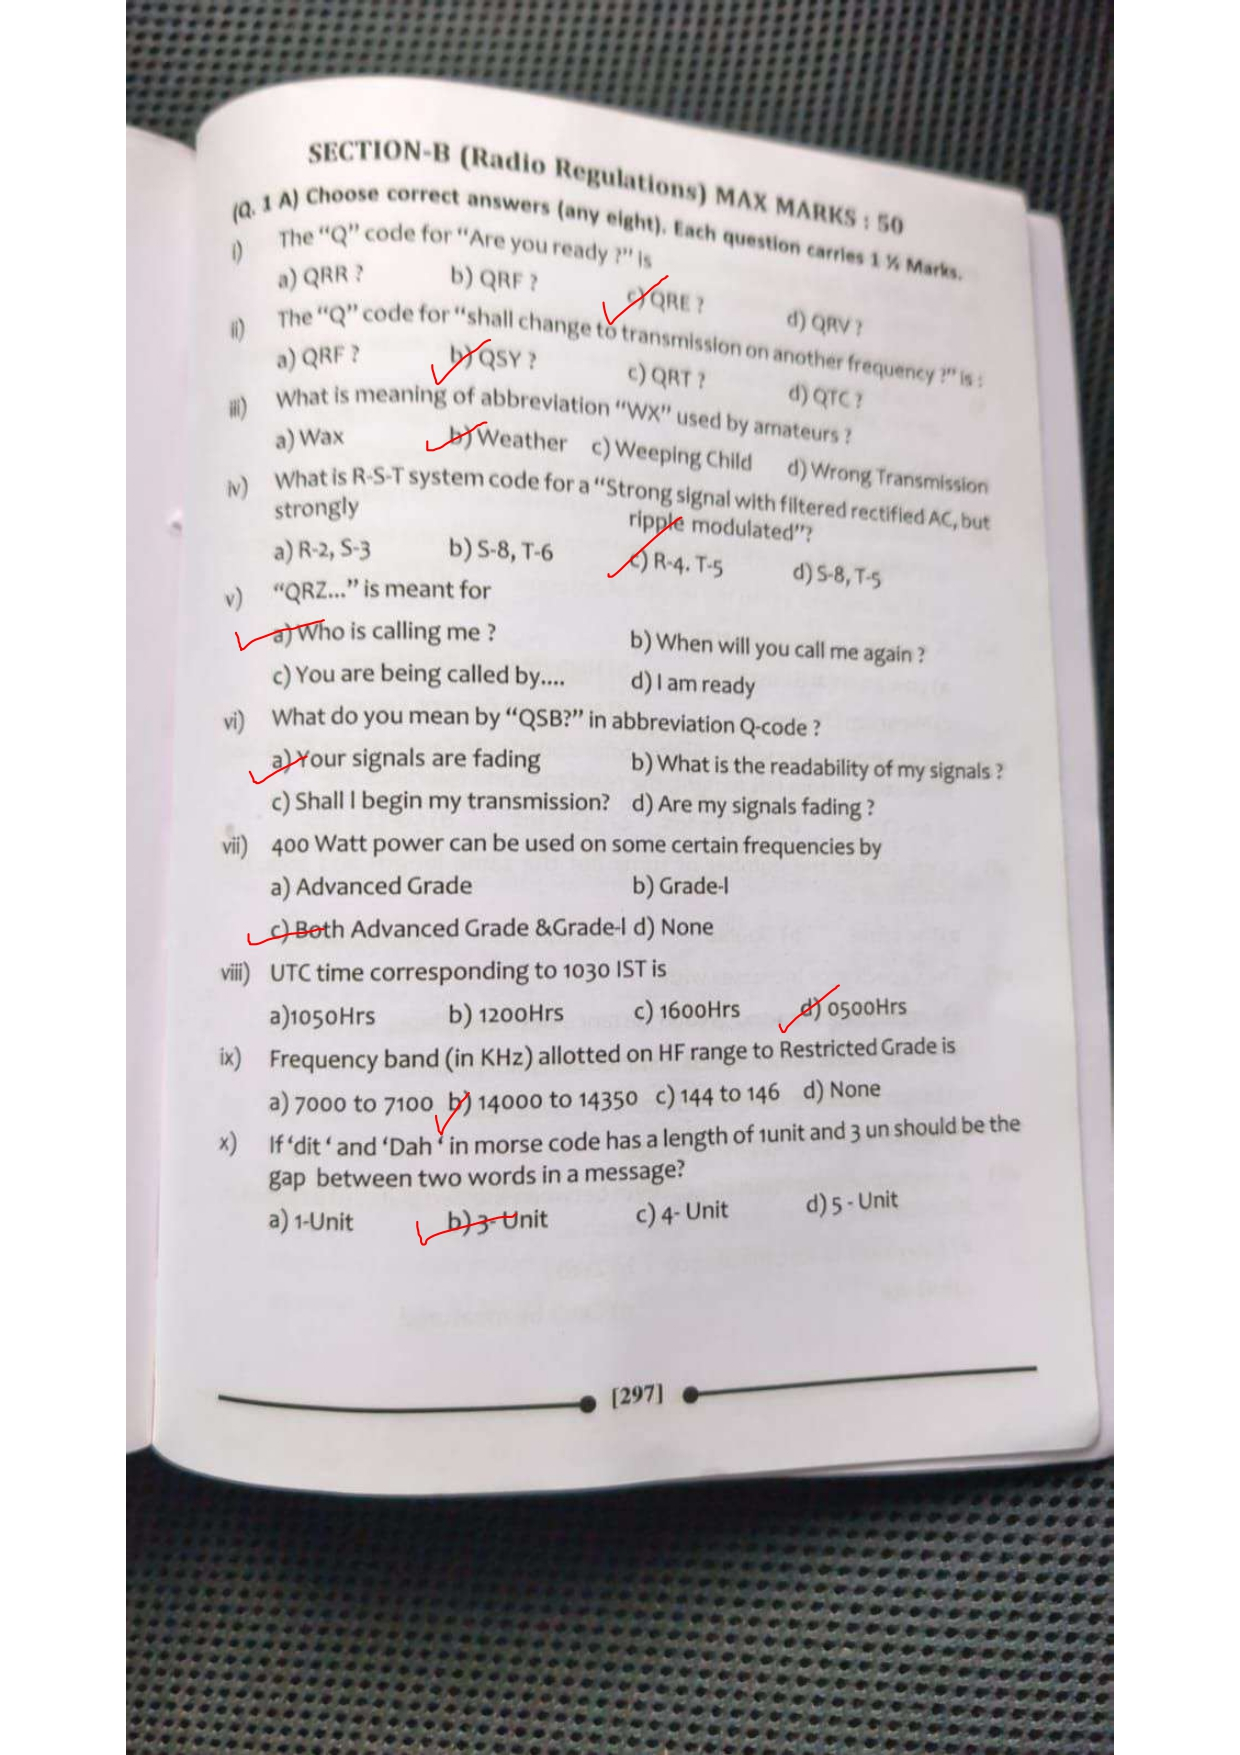 SECTION-B (Radio Regulations) MAX MARKS : 50
(Q. 1 A) Choose correct answers (any eight). Each question carries 1 ½ Marks.
i) The "Q" code for "Are you ready ?" is
a) QRR ? b) QRF ? c) QRE ? d) QRV ?
ii) The "Q" code for "shall change to transmission on another frequency ?" is :
a) QRF ? b) QSY ? c) QRT ? d) QTC ?
iii) What is meaning of abbreviation "WX" used by amateurs ?
a) Wax b) Weather c) Weeping Child d) Wrong Transmission
iv) What is R-S-T system code for a "Strong signal with filtered rectified AC, but
strongly ripple modulated"?
a) R-2, S-3 b) S-8, T-6 c) R-4. T-5 d) S-8, T-5
v) "QRZ..." is meant for
a) Who is calling me ? b) When will you call me again ?
c) You are being called by.... d) I am ready
vi) What do you mean by "QSB?" in abbreviation Q-code ?
a) Your signals are fading b) What is the readability of my signals ?
c) Shall I begin my transmission? d) Are my signals fading ?
vii) 400 Watt power can be used on some certain frequencies by
a) Advanced Grade b) Grade-I
c) Both Advanced Grade &Grade-I d) None
viii) UTC time corresponding to 1030 IST is
a)1050Hrs b) 1200Hrs c) 1600Hrs d) 0500Hrs
ix) Frequency band (in KHz) allotted on HF range to Restricted Grade is
a) 7000 to 7100 b) 14000 to 14350 c) 144 to 146 d) None
x) If 'dit ' and 'Dah ' in morse code has a length of 1unit and 3 un should be the
gap between two words in a message?
a) 1-Unit b) 3- Unit c) 4- Unit d) 5 - Unit
[297]